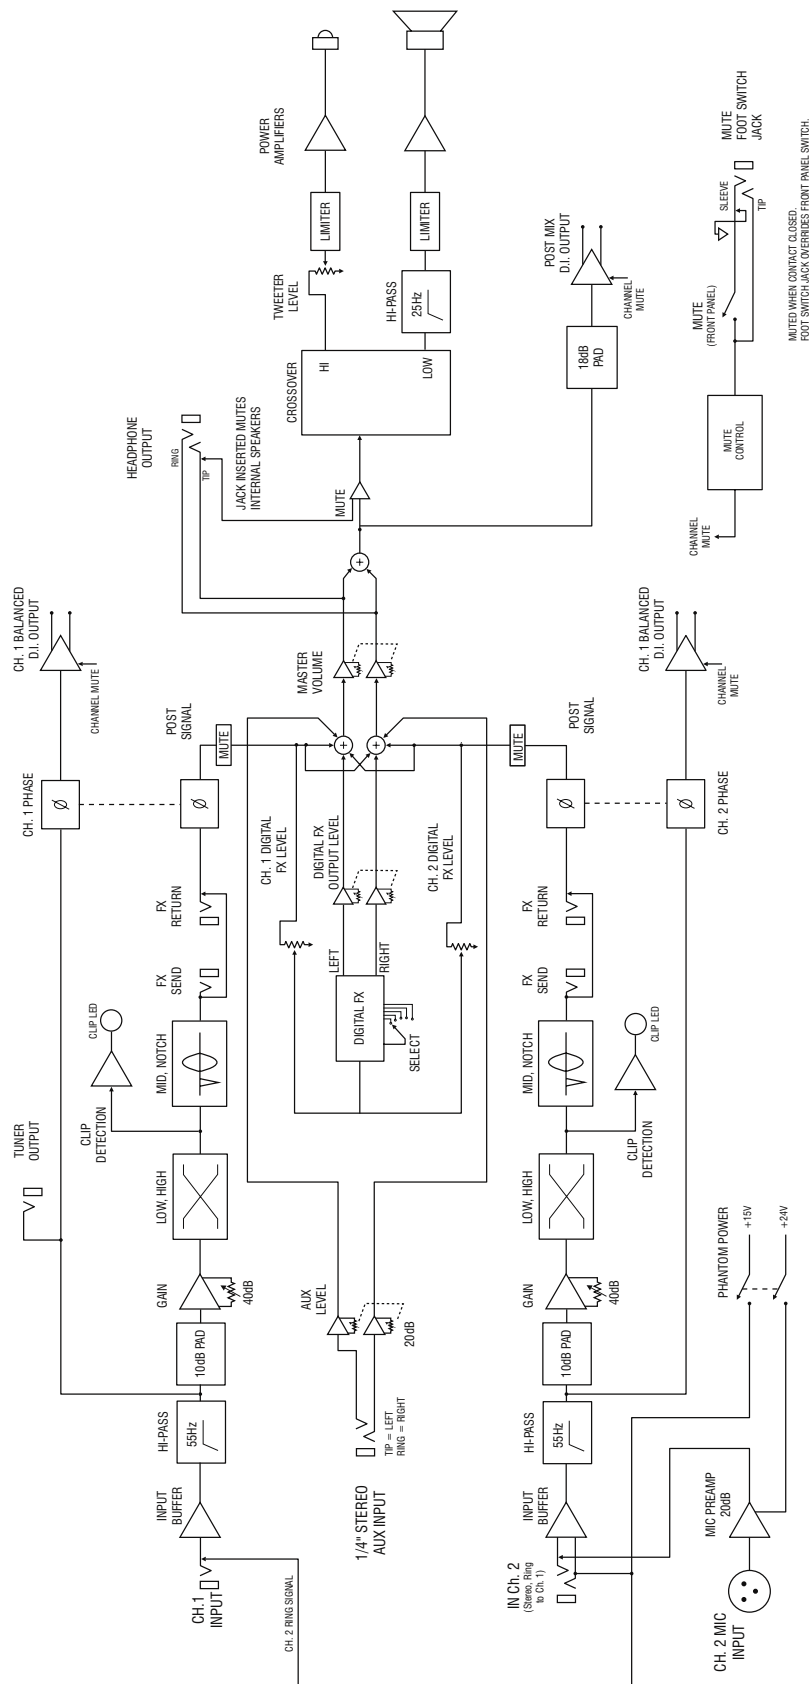 CH.1
INPUT
CH. 2 RING SIGNAL
INPUT
BUFFER
HI-PASS
55Hz
10dB PAD
GAIN
40dB
LOW, HIGH
CLIP
DETECTION
CLIP LED
MID, NOTCH
FX
SEND
FX
RETURN
TUNER
OUTPUT
CH. 1 PHASE
Ø
Ø
POST
SIGNAL
MUTE
CH. 1 BALANCED
D.I. OUTPUT
CHANNEL MUTE
1/4" STEREO
AUX INPUT
TIP = LEFT
RING = RIGHT
AUX
LEVEL
20dB
DIGITAL FX
SELECT
LEFT
RIGHT
CH. 1 DIGITAL
FX LEVEL
DIGITAL FX
OUTPUT LEVEL
CH. 2 DIGITAL
FX LEVEL
+
+
MASTER
VOLUME
+
MUTE
HEADPHONE
OUTPUT
RING
TIP
JACK INSERTED MUTES
INTERNAL SPEAKERS
CROSSOVER
HI
LOW
TWEETER
LEVEL
HI-PASS
25Hz
LIMITER
LIMITER
POWER
AMPLIFIERS
18dB
PAD
POST MIX
D.I. OUTPUT
CHANNEL
MUTE
IN Ch. 2
(Stereo, Ring
to Ch. 1)
INPUT
BUFFER
HI-PASS
55Hz
10dB PAD
GAIN
40dB
LOW, HIGH
CLIP
DETECTION
CLIP LED
MID, NOTCH
FX
SEND
FX
RETURN
Ø
Ø
CH. 2 PHASE
POST
SIGNAL
MUTE
CH. 1 BALANCED
D.I. OUTPUT
CHANNEL
MUTE
CH. 2 MIC
INPUT
MIC PREAMP
20dB
PHANTOM POWER
+15V
+24V
CHANNEL
MUTE
MUTE
CONTROL
MUTE
(FRONT PANEL)
SLEEVE
TIP
MUTE
FOOT SWITCH
JACK
MUTED WHEN CONTACT CLOSED.
FOOT SWITCH JACK OVERRIDES FRONT PANEL SWITCH.